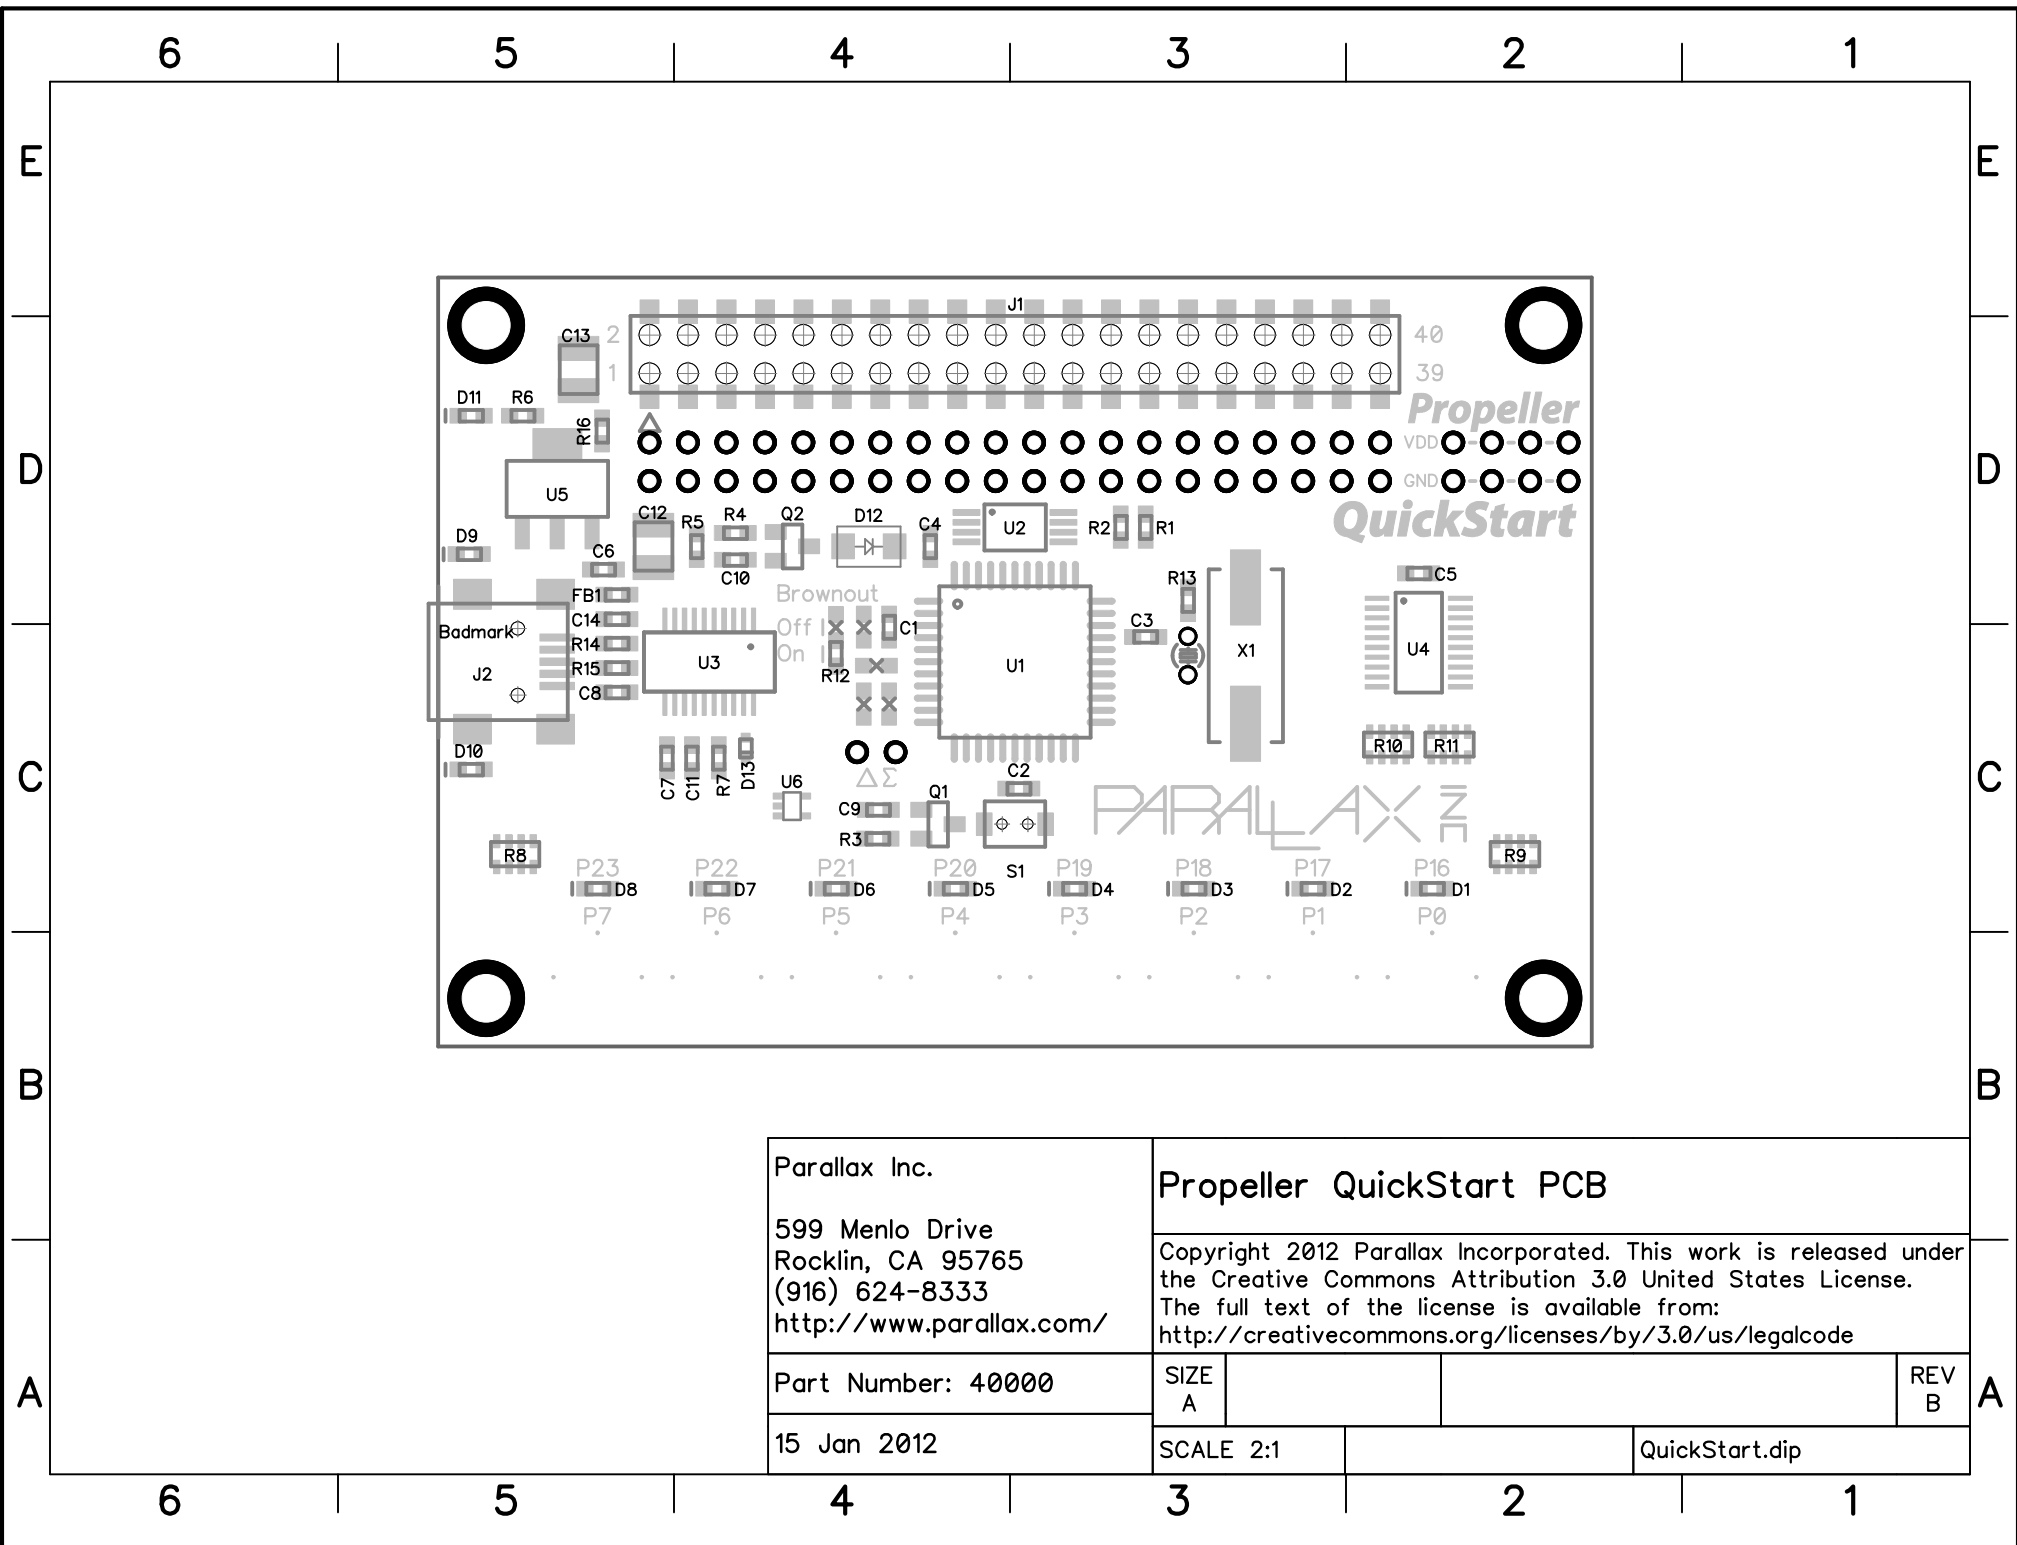 6 5 4 3 2 1
E E
J1
C13 2 40
1 39
D11 R6 Propeller
R16 VDD
D D
GND
U5
C12 R5 R4 Q2 D12 C4 U2 R2 R1 QuickStart
D9 C6 C10 R13 C5
FB1 Brownout
C14 Off C1 C3
Badmark
R14 On
J2 R15 U3 R12 U1 X1 U4
C8
D10 R10 R11
C7 C11 R7 D13 U6 ΔΣ C2
C C
C9 Q1 PARALLAX INC
R3
R8 S1 R9
P23 P22 P21 P20 P19 P18 P17 P16
D8 D7 D6 D5 D4 D3 D2 D1
P7 P6 P5 P4 P3 P2 P1 P0
B B
Parallax Inc.
599 Menlo Drive
Rocklin, CA 95765
(916) 624-8333
http://www.parallax.com/
Part Number: 40000
15 Jan 2012
Propeller QuickStart PCB
Copyright 2012 Parallax Incorporated. This work is released under
the Creative Commons Attribution 3.0 United States License.
The full text of the license is available from:
http://creativecommons.org/licenses/by/3.0/us/legalcode
SIZE
A
REV
B
SCALE 2:1
QuickStart.dip
A A
6 5 4 3 2 1